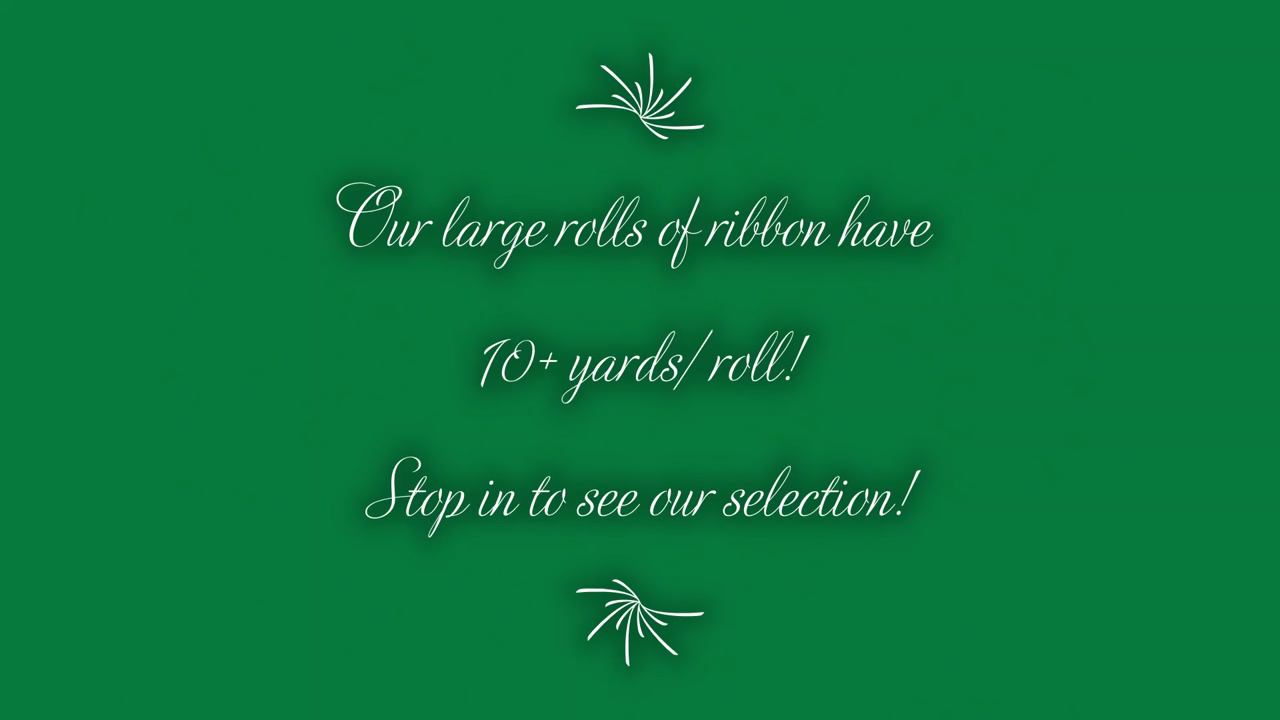 Our large rolls of ribbon have
10+ yards/ roll!
Stop in to see our selection!